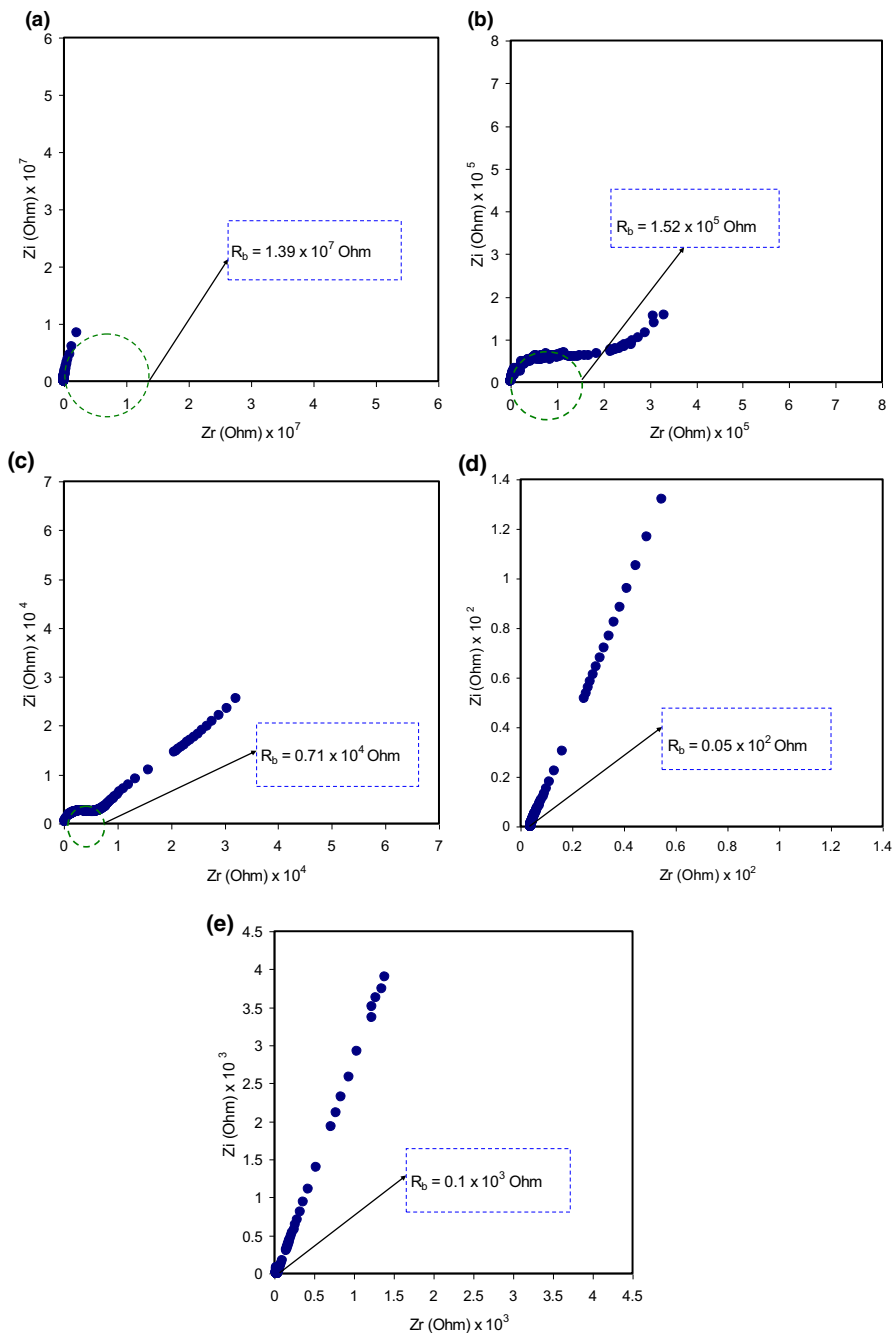 (a)
6
5
4
3
2
1
0
Zi (Ohm) x 10^7
R_b = 1.39 x 10^7 Ohm
0 1 2 3 4 5 6
Zr (Ohm) x 10^7
(b)
8
7
6
5
4
3
2
1
0
Zi (Ohm) x 10^5
R_b = 1.52 x 10^5 Ohm
0 1 2 3 4 5 6 7 8
Zr (Ohm) x 10^5
(c)
7
6
5
4
3
2
1
0
Zi (Ohm) x 10^4
R_b = 0.71 x 10^4 Ohm
0 1 2 3 4 5 6 7
Zr (Ohm) x 10^4
(d)
1.4
1.2
1
0.8
0.6
0.4
0.2
0
Zi (Ohm) x 10^2
R_b = 0.05 x 10^2 Ohm
0 0.2 0.4 0.6 0.8 1 1.2 1.4
Zr (Ohm) x 10^2
(e)
4.5
4
3.5
3
2.5
2
1.5
1
0.5
0
Zi (Ohm) x 10^3
R_b = 0.1 x 10^3 Ohm
0 0.5 1 1.5 2 2.5 3 3.5 4 4.5
Zr (Ohm) x 10^3